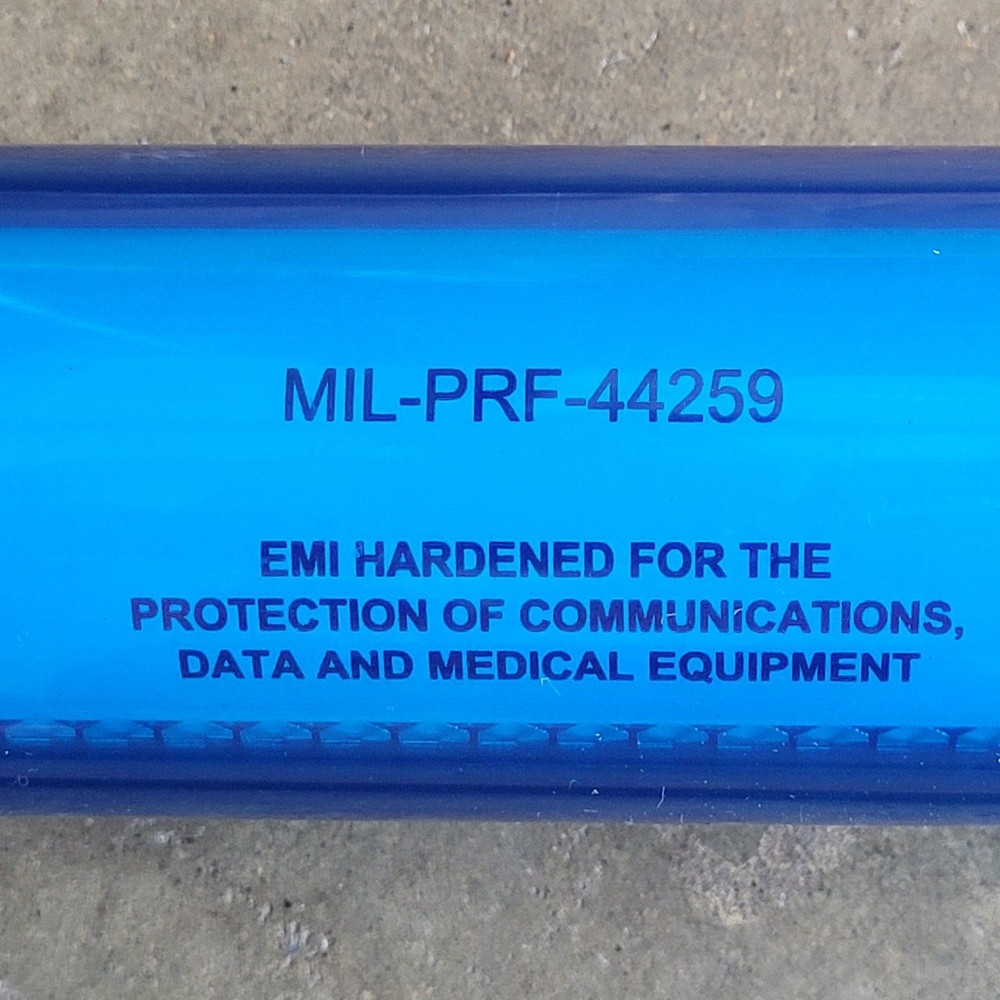 MIL-PRF-44259
EMI HARDENED FOR THE
PROTECTION OF COMMUNICATIONS,
DATA AND MEDICAL EQUIPMENT